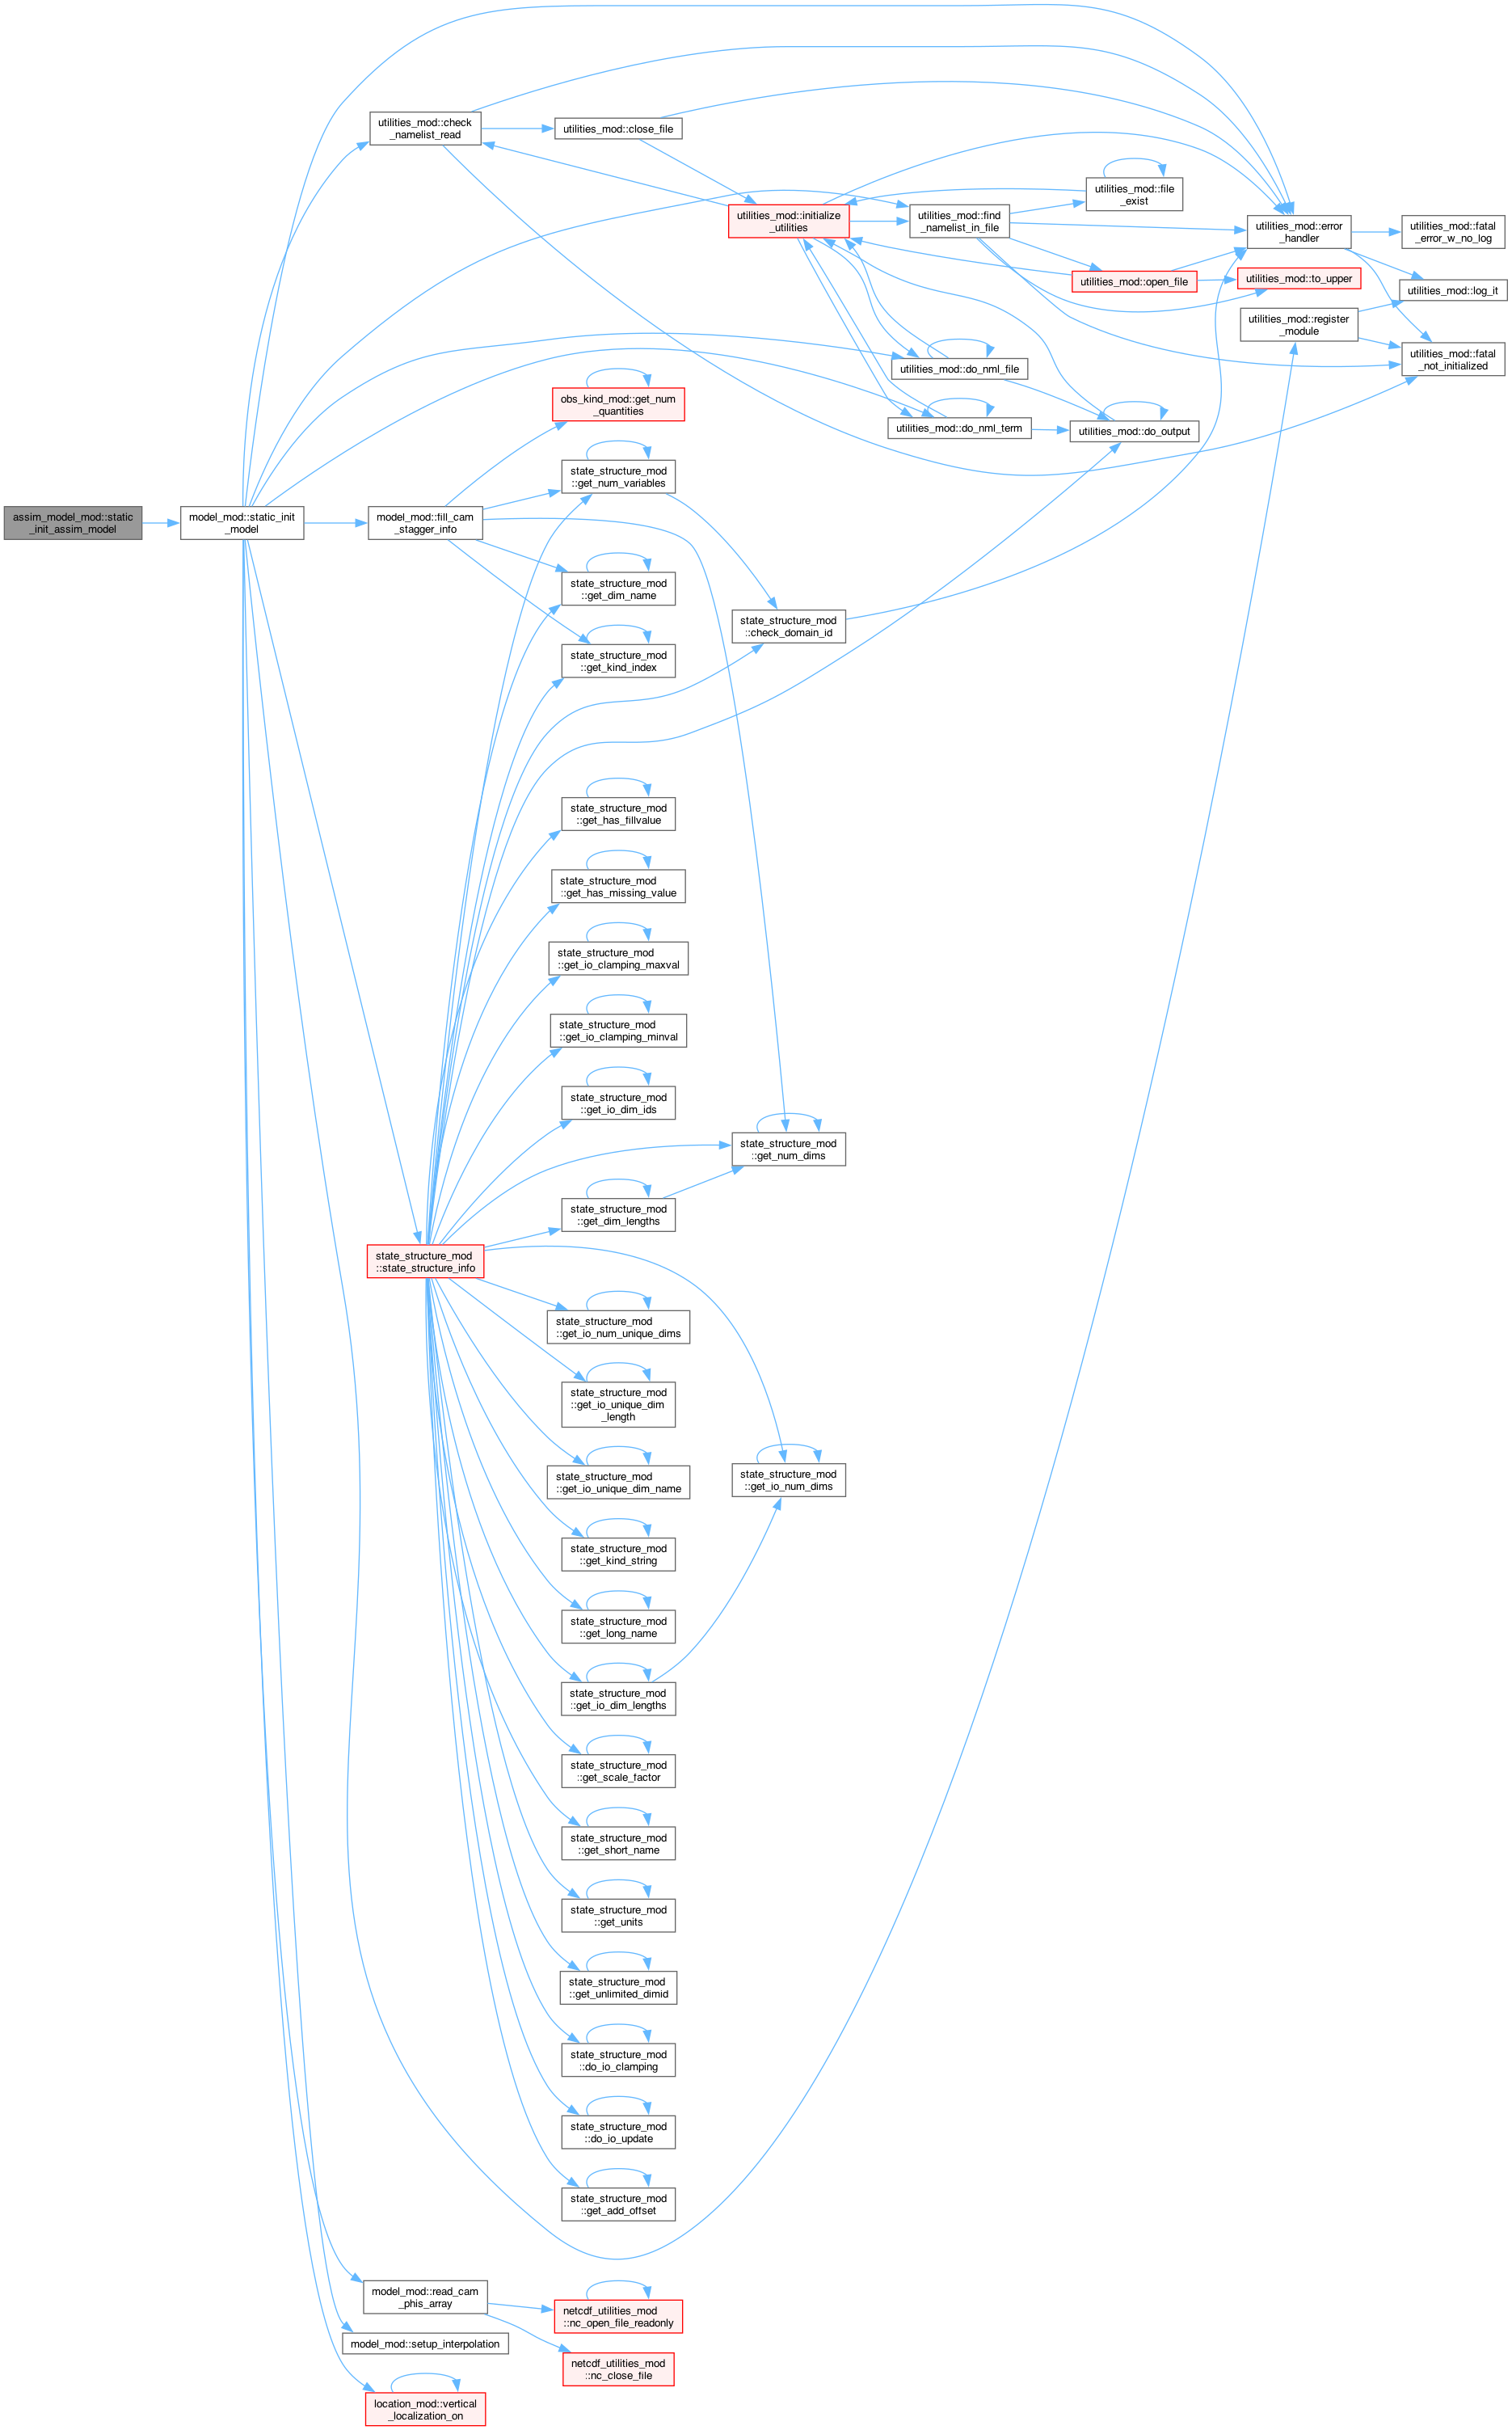 utilities_mod::check
_namelist_read
utilities_mod::close_file
utilities_mod::file
_exist
utilities_mod::initialize
_utilities
utilities_mod::find
_namelist_in_file
utilities_mod::error
_handler
utilities_mod::fatal
_error_w_no_log
utilities_mod::open_file
utilities_mod::to_upper
utilities_mod::log_it
utilities_mod::register
_module
utilities_mod::fatal
_not_initialized
utilities_mod::do_nml_file
obs_kind_mod::get_num
_quantities
utilities_mod::do_nml_term
utilities_mod::do_output
state_structure_mod
::get_num_variables
assim_model_mod::static
_init_assim_model
model_mod::static_init
_model
model_mod::fill_cam
_stagger_info
state_structure_mod
::get_dim_name
state_structure_mod
::check_domain_id
state_structure_mod
::get_kind_index
state_structure_mod
::get_has_fillvalue
state_structure_mod
::get_has_missing_value
state_structure_mod
::get_io_clamping_maxval
state_structure_mod
::get_io_clamping_minval
state_structure_mod
::get_io_dim_ids
state_structure_mod
::get_num_dims
state_structure_mod
::get_dim_lengths
state_structure_mod
::state_structure_info
state_structure_mod
::get_io_num_unique_dims
state_structure_mod
::get_io_unique_dim
_length
state_structure_mod
::get_io_unique_dim_name
state_structure_mod
::get_io_num_dims
state_structure_mod
::get_kind_string
state_structure_mod
::get_long_name
state_structure_mod
::get_io_dim_lengths
state_structure_mod
::get_scale_factor
state_structure_mod
::get_short_name
state_structure_mod
::get_units
state_structure_mod
::get_unlimited_dimid
state_structure_mod
::do_io_clamping
state_structure_mod
::do_io_update
state_structure_mod
::get_add_offset
model_mod::read_cam
_phis_array
netcdf_utilities_mod
::nc_open_file_readonly
model_mod::setup_interpolation
netcdf_utilities_mod
::nc_close_file
location_mod::vertical
_localization_on